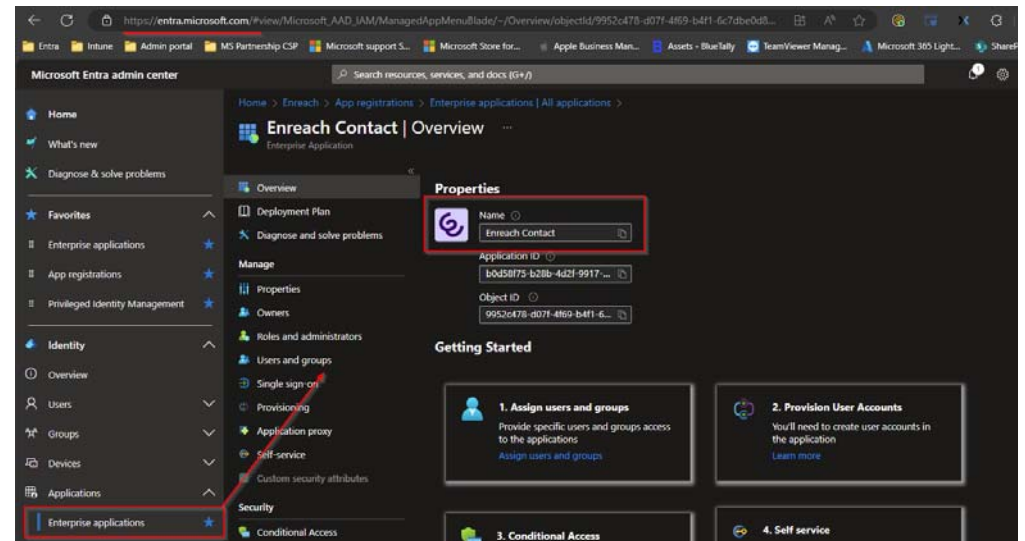 https://entra.microsoft.com/#view/Microsoft_AAD_IAM/ManagedAppMenuBlade/~/Overview/objectId/9952c478-d07f-4f69-b4f1-6c7dbe0d8...
Entra
Intune
Admin portal
MS Partnership CSP
Microsoft support S...
Microsoft Store for...
Apple Business Man...
Assets - BlueTally
TeamViewer Manag...
Microsoft 365 Light...
ShareP
Microsoft Entra admin center
Search resources, services, and docs (G+/)
Home > Enreach > App registrations > Enterprise applications | All applications >
Enreach Contact | Overview ...
Enterprise Application
Home
What's new
Diagnose & solve problems
Favorites
Enterprise applications
App registrations
Privileged Identity Management
Identity
Overview
Users
Groups
Devices
Applications
Enterprise applications
Overview
Deployment Plan
Diagnose and solve problems
Manage
Properties
Owners
Roles and administrators
Users and groups
Single sign-on
Provisioning
Application proxy
Self-service
Custom security attributes
Security
Conditional Access
Properties
Name
Enreach Contact
Application ID
b0d58f75-b28b-4d2f-9917-...
Object ID
9952c478-d07f-4f69-b4f1-6...
Getting Started
1. Assign users and groups
Provide specific users and groups access
to the applications
Assign users and groups
2. Provision User Accounts
You'll need to create user accounts in
the application
Learn more
3. Conditional Access
4. Self service